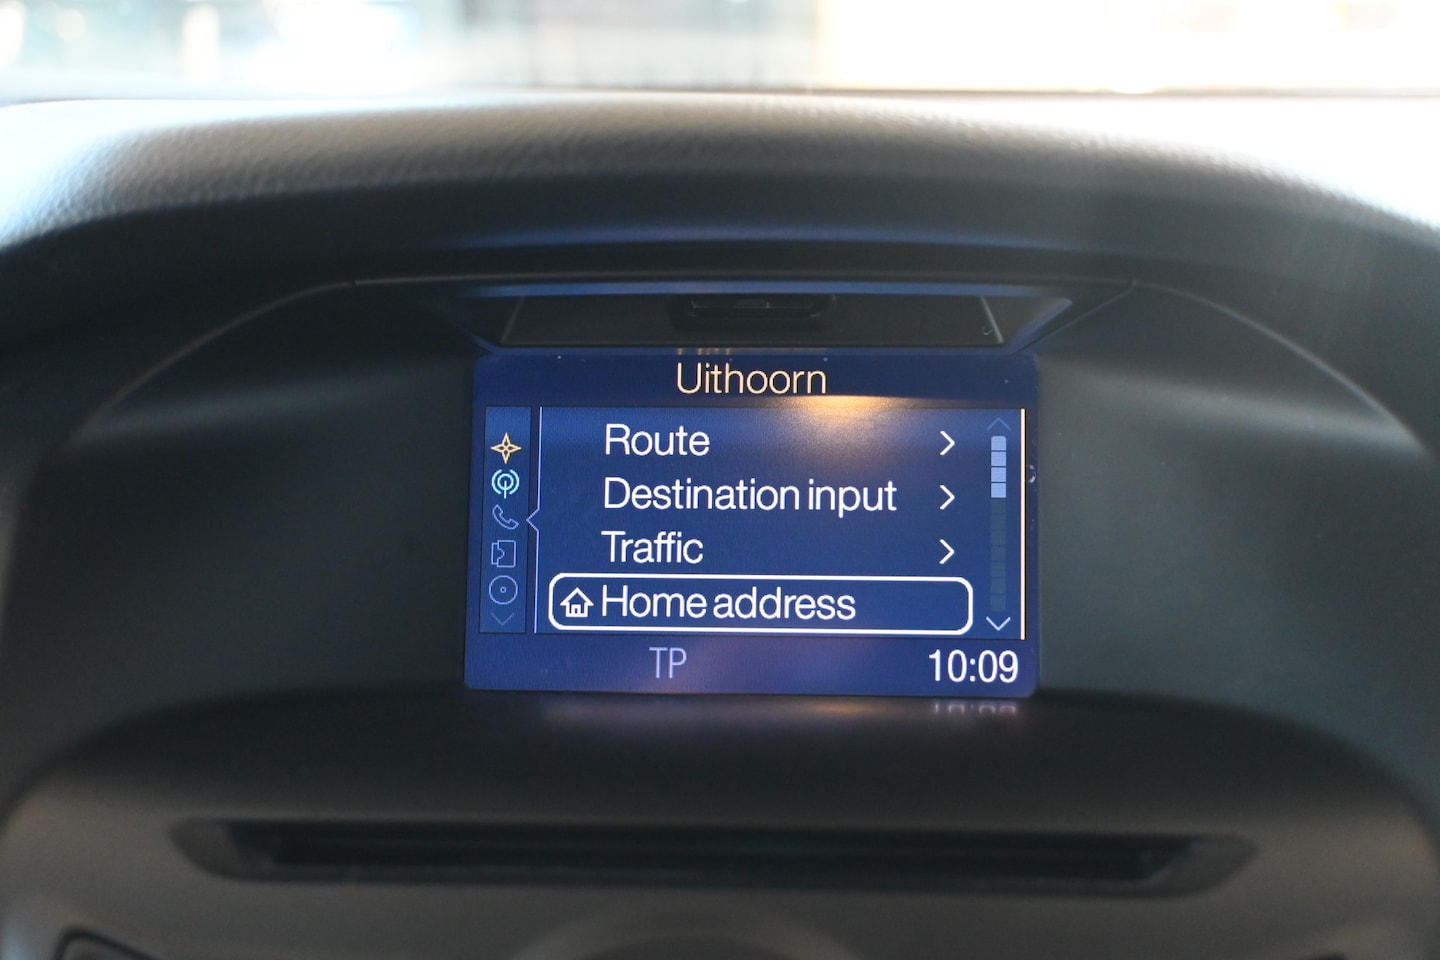 Uithoorn
Route
Destination input
Traffic
Home address
TP
10:09